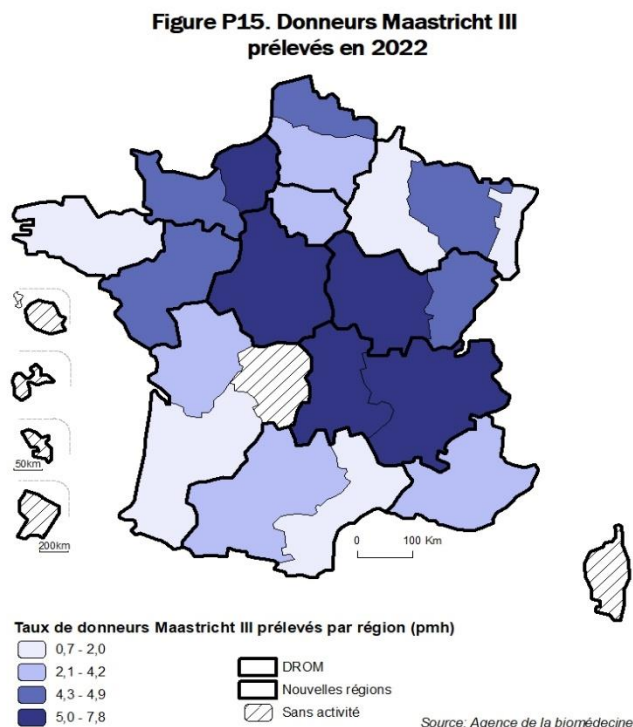 Figure P15. Donneurs Maastricht III
prélevés en 2022
50km
200km
0 100 Km
Taux de donneurs Maastricht III prélevés par région (pmh)
0,7 - 2,0
2,1 - 4,2
4,3 - 4,9
5,0 - 7,8
DROM
Nouvelles régions
Sans activité
Source: Agence de la biomédecine